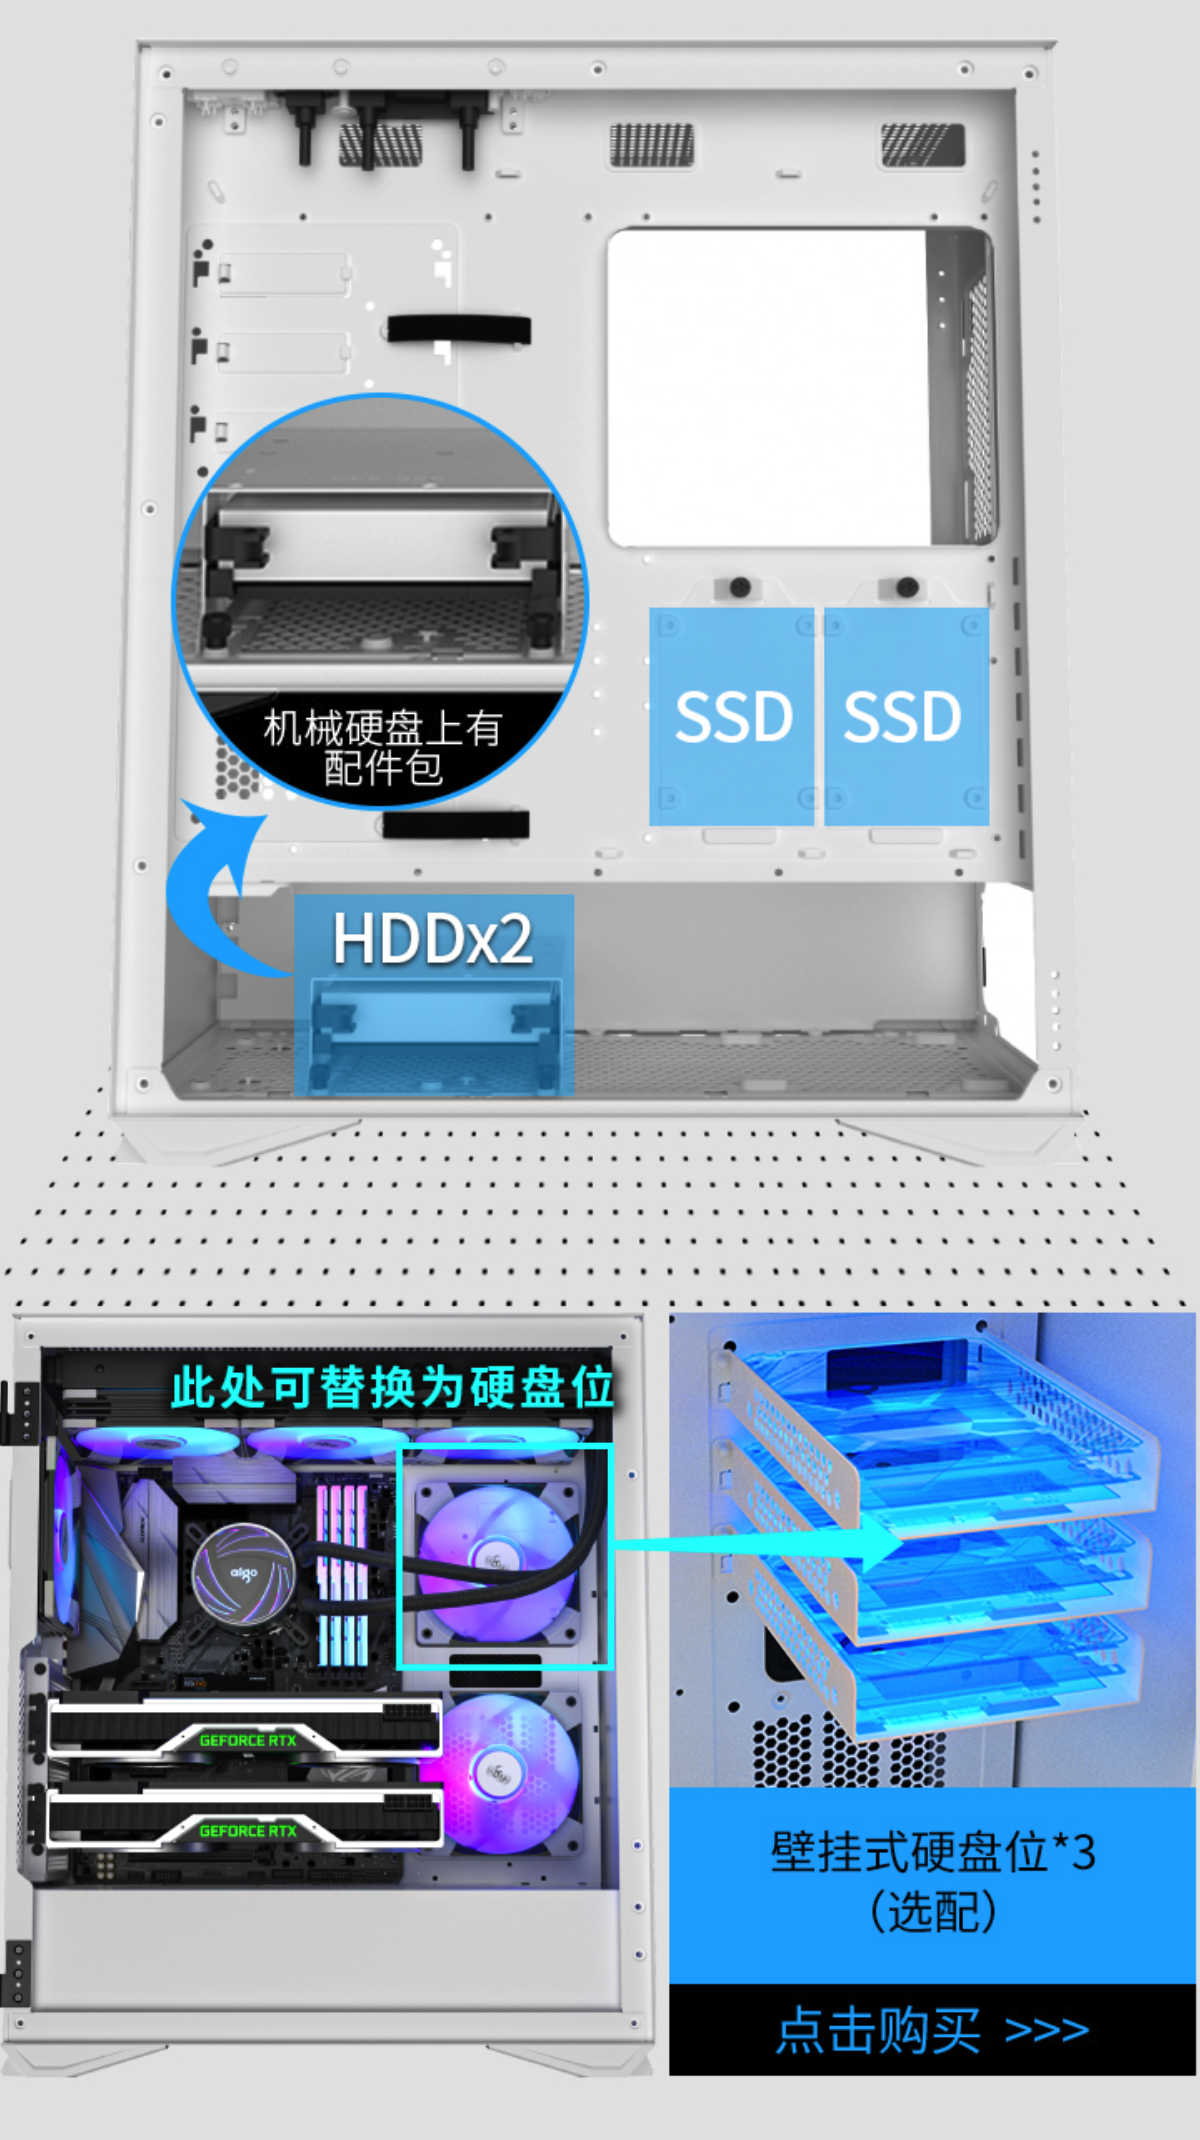 机械硬盘上有
配件包
SSD
SSD
HDDx2
此处可替换为硬盘位
aigo
GEFORCE RTX
GEFORCE RTX
壁挂式硬盘位*3
（选配）
点击购买 >>>